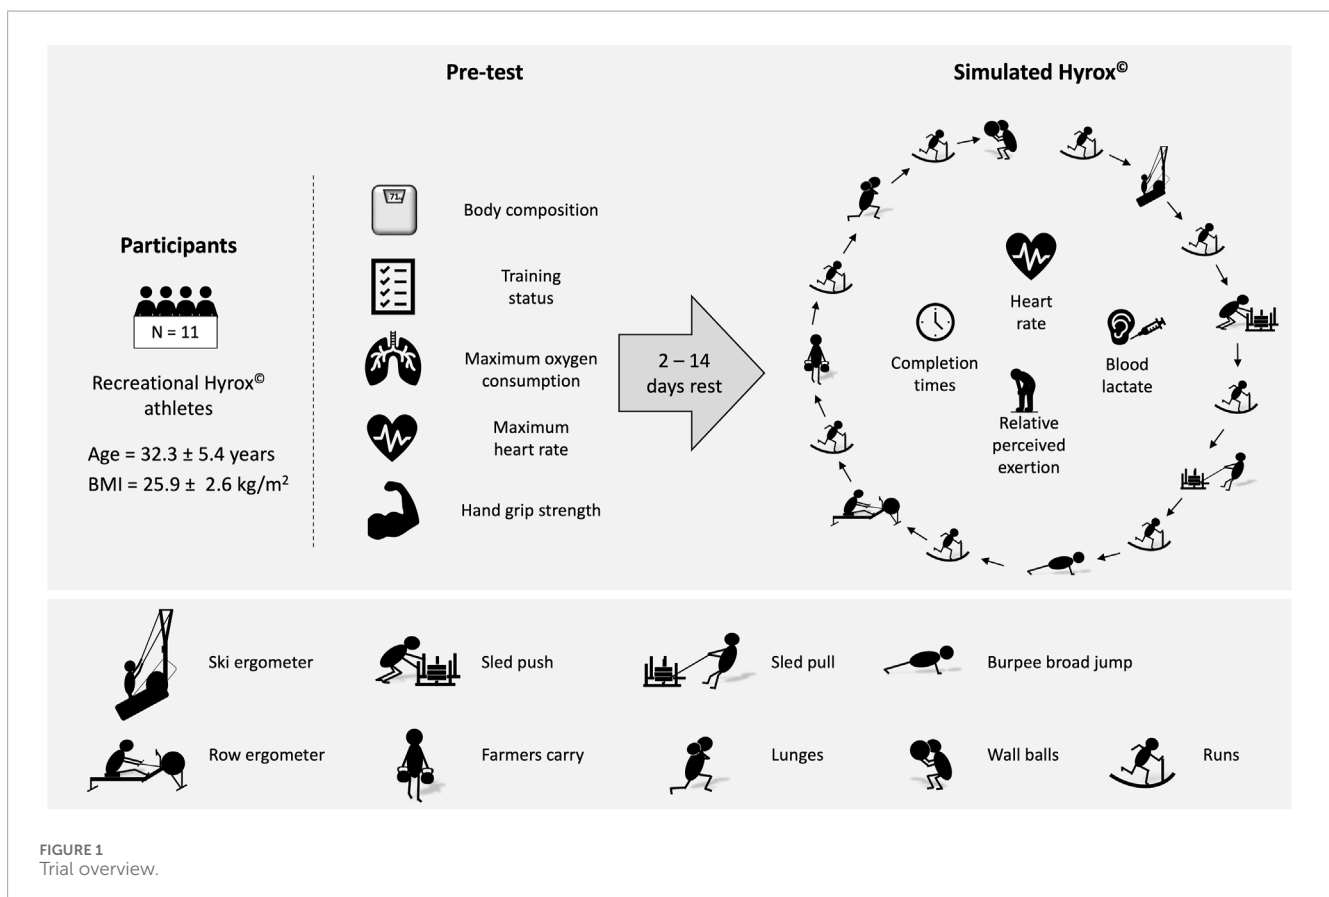 Pre-test
Simulated Hyrox©
Participants
N = 11
Recreational Hyrox©
athletes
Age = 32.3 ± 5.4 years
BMI = 25.9 ± 2.6 kg/m²
71
Body composition
Training
status
Maximum oxygen
consumption
Maximum
heart rate
Hand grip strength
2 – 14
days rest
Heart
rate
Completion
times
Blood
lactate
Relative
perceived
exertion
Ski ergometer
Sled push
Sled pull
Burpee broad jump
Row ergometer
Farmers carry
Lunges
Wall balls
Runs
FIGURE 1
Trial overview.